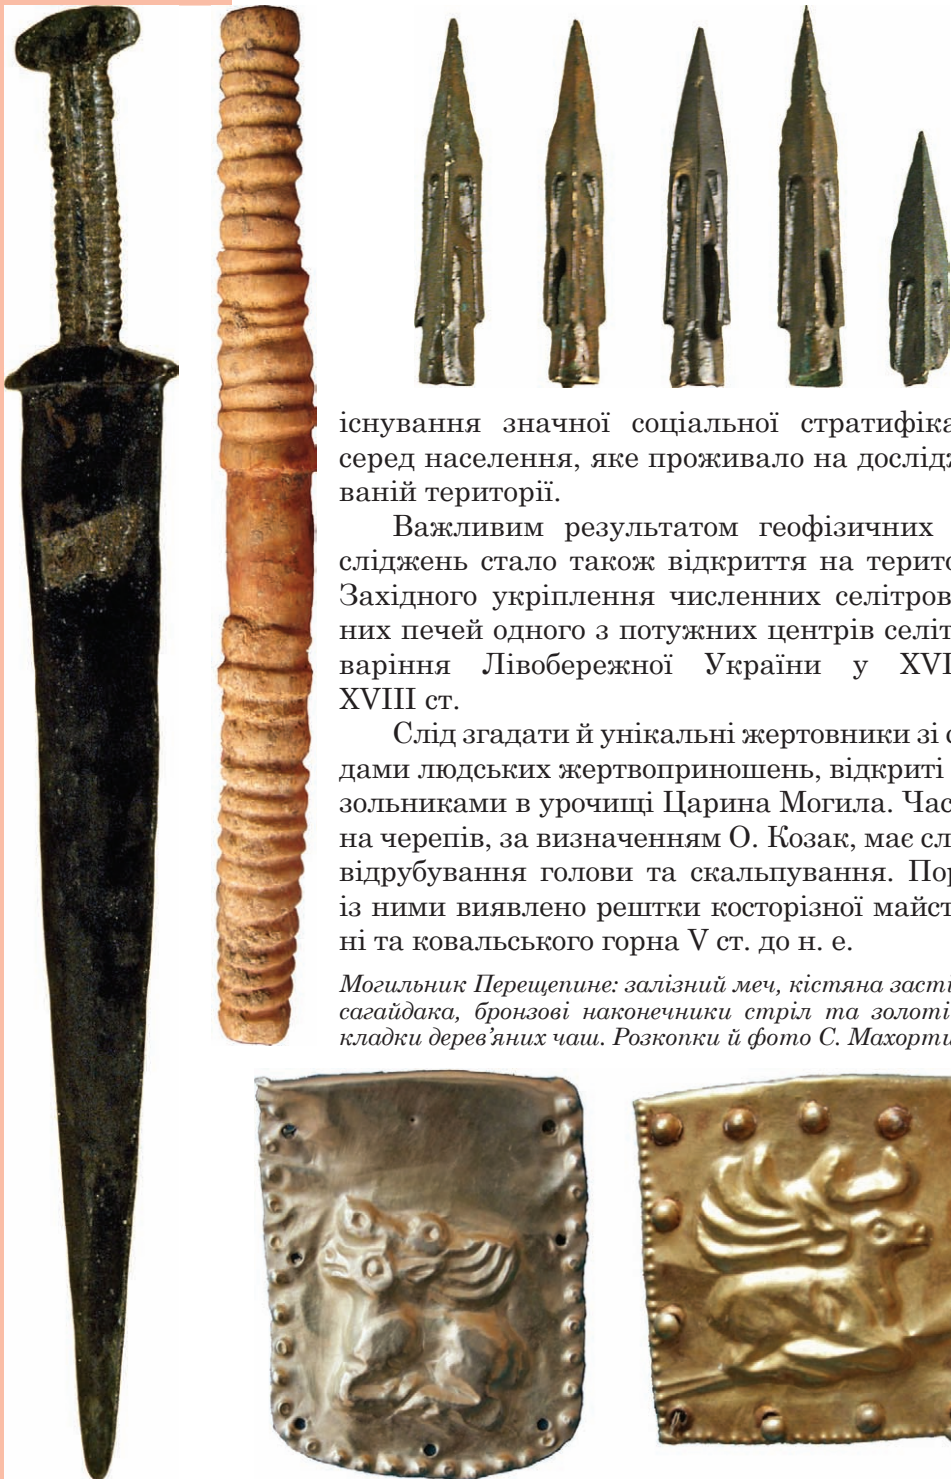 існування значної соціальної стратифіка
серед населення, яке проживало на дослідж
ваній території.
Важливим результатом геофізичних
сліджень стало також відкриття на терито
Західного укріплення численних селітров
них печей одного з потужних центрів селіт
варіння Лівобережної України у XVI
XVIII ст.
Слід згадати й унікальні жертовники зі с
дами людських жертвоприношень, відкриті
зольниками в урочищі Царина Могила. Час
на черепів, за визначенням О. Козак, має сл
відрубування голови та скальпування. Пор
із ними виявлено рештки косторізної майст
ні та ковальського горна V ст. до н. е.
Могильник Перещепине: залізний меч, кістяна засті
сагайдака, бронзові наконечники стріл та золоті
кладки дерев’яних чаш. Розкопки й фото С. Махорти